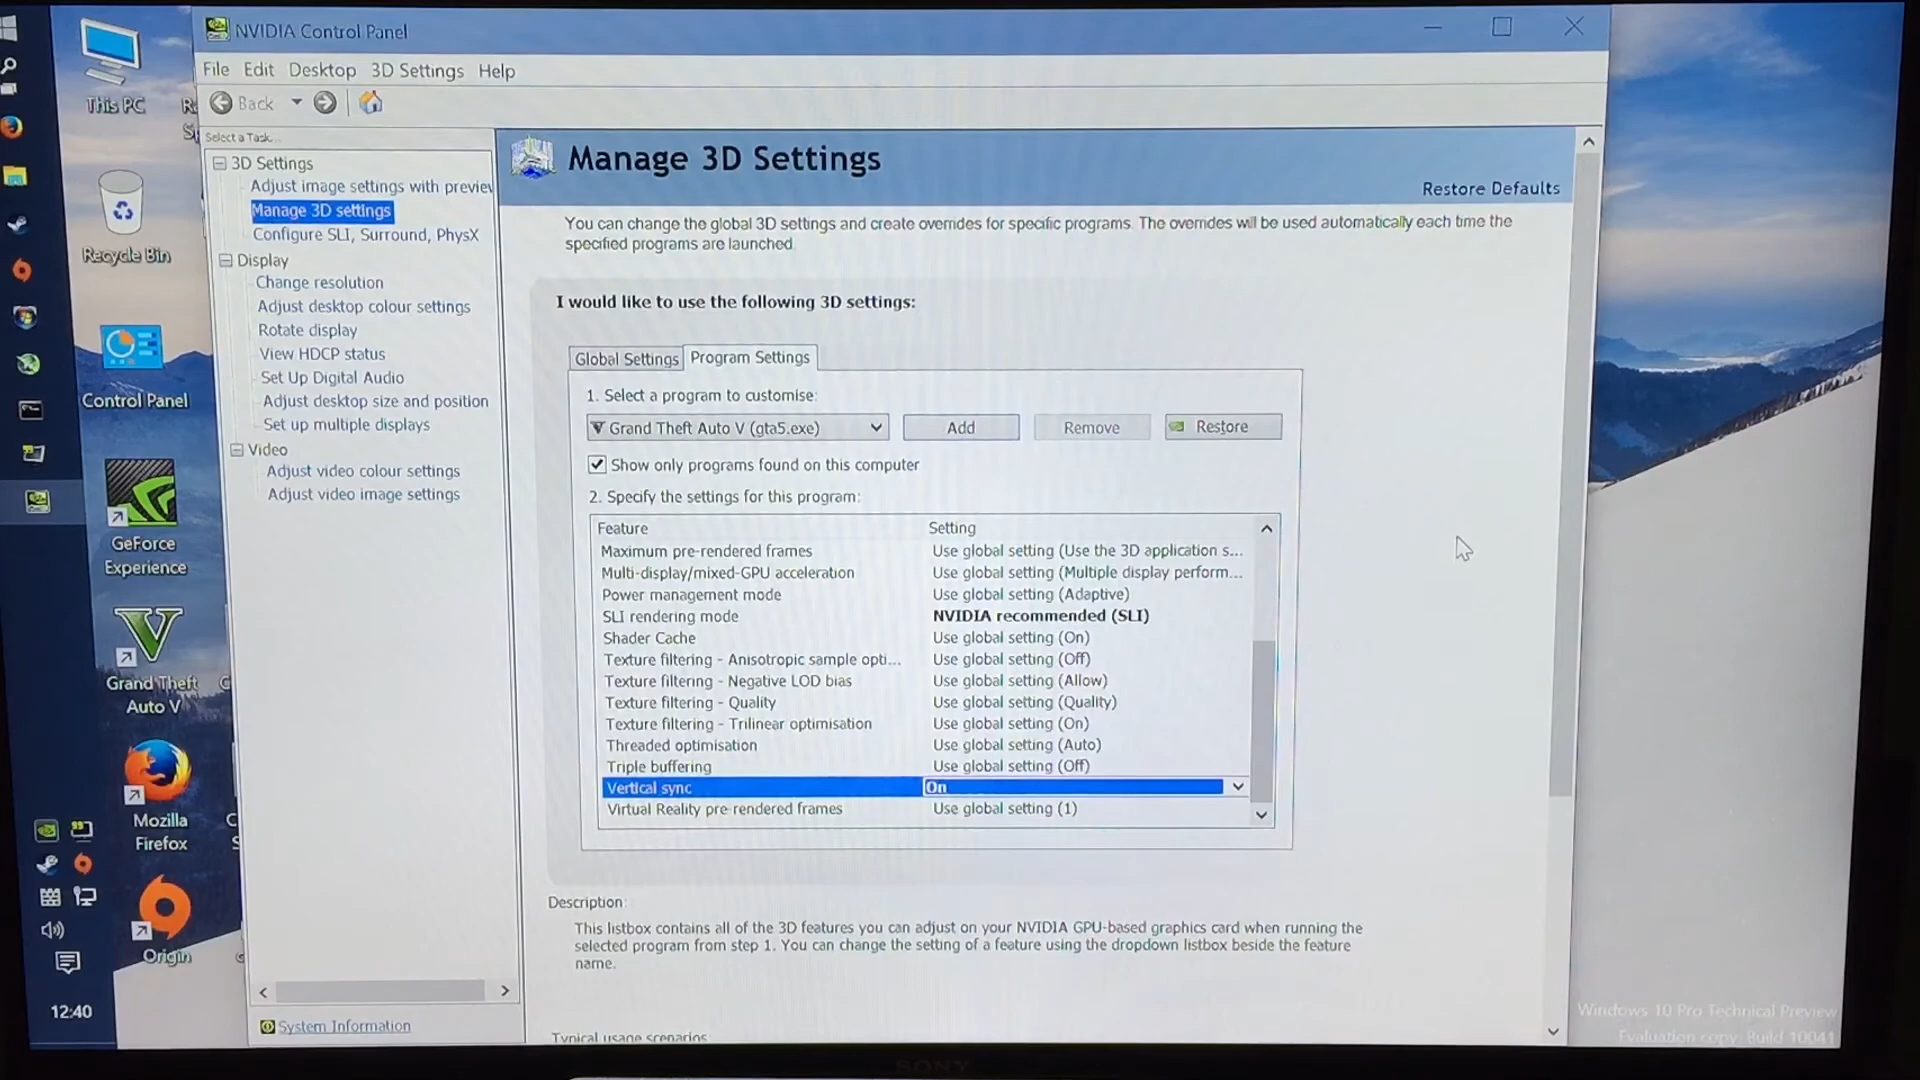 NVIDIA Control Panel
File Edit Desktop 3D Settings Help
Back
Select a Task...
3D Settings
Adjust image settings with preview
Manage 3D settings
Configure SLI, Surround, PhysX
Display
Change resolution
Adjust desktop colour settings
Rotate display
View HDCP status
Set Up Digital Audio
Adjust desktop size and position
Set up multiple displays
Video
Adjust video colour settings
Adjust video image settings
System Information
Manage 3D Settings
Restore Defaults
You can change the global 3D settings and create overrides for specific programs. The overrides will be used automatically each time the
specified programs are launched.
I would like to use the following 3D settings:
Global Settings Program Settings
1. Select a program to customise:
Grand Theft Auto V (gta5.exe) Add Remove Restore
Show only programs found on this computer
2. Specify the settings for this program:
Feature Setting
Maximum pre-rendered frames Use global setting (Use the 3D application s...
Multi-display/mixed-GPU acceleration Use global setting (Multiple display perform...
Power management mode Use global setting (Adaptive)
SLI rendering mode NVIDIA recommended (SLI)
Shader Cache Use global setting (On)
Texture filtering - Anisotropic sample opti... Use global setting (Off)
Texture filtering - Negative LOD bias Use global setting (Allow)
Texture filtering - Quality Use global setting (Quality)
Texture filtering - Trilinear optimisation Use global setting (On)
Threaded optimisation Use global setting (Auto)
Triple buffering Use global setting (Off)
Vertical sync On
Virtual Reality pre-rendered frames Use global setting (1)
Description:
This listbox contains all of the 3D features you can adjust on your NVIDIA GPU-based graphics card when running the
selected program from step 1. You can change the setting of a feature using the dropdown listbox beside the feature
name.
Typical usage scenarios:
This PC
Recycle Bin
Control Panel
GeForce
Experience
Grand Theft
Auto V
Mozilla
Firefox
Origin
12:40
Windows 10 Pro Technical Preview
Evaluation copy. Build 10041
SONY